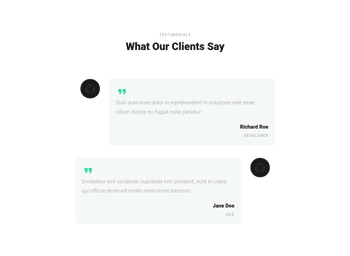 TESTIMONIALS
What Our Clients Say
Duis aute irure dolor in reprehenderit in voluptate velit esse
cillum dolore eu fugiat nulla pariatur.
Richard Roe
DEVELOPER
Excepteur sint occaecat cupidatat non proident, sunt in culpa
qui officia deserunt mollit anim id est laborum.
Jane Doe
CEO